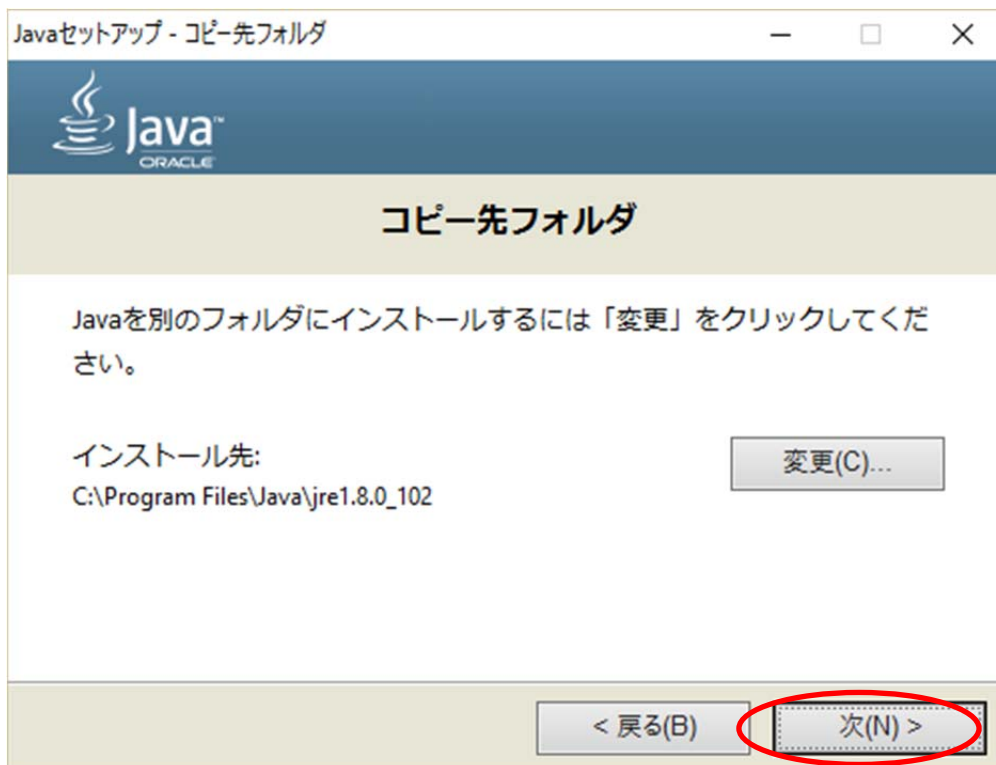 Javaセットアップ - コピー先フォルダ
Java™
ORACLE
コピー先フォルダ
Javaを別のフォルダにインストールするには「変更」をクリックしてくだ
さい。
インストール先:
変更(C)...
C:\Program Files\Java\jre1.8.0_102
< 戻る(B)
次(N) >